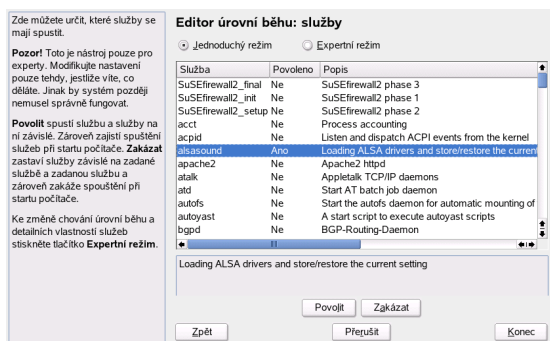 Zde můžete určit, které služby se
mají spustit.
Pozor! Toto je nástroj pouze pro
experty. Modifikujte nastavení
pouze tehdy, jestliže víte, co
děláte. Jinak by systém později
nemusel správně fungovat.
Povolit spustí službu a služby na
ní závislé. Zároveň zajistí spuštění
služeb při startu počítače. Zakázat
zastaví služby závislé na zadané
službě a zadanou službu a
zároveň zakáže spouštění při
startu počítače.
Ke změně chování úrovní běhu a
detailních vlastností služeb
stiskněte tlačítko Expertní režim.
Editor úrovní běhu: služby
Jednoduchý režim Expertní režim
Služba Povoleno Popis
SuSEfirewall2_final Ne SuSEfirewall2 phase 3
SuSEfirewall2_init Ne SuSEfirewall2 phase 1
SuSEfirewall2_setup Ne SuSEfirewall2 phase 2
acct Ne Process accounting
acpid Ne Listen and dispatch ACPI events from the kernel
alsasound Ano Loading ALSA drivers and store/restore the current
apache2 Ne Apache2 httpd
atalk Ne Appletalk TCP/IP daemons
atd Ne Start AT batch job daemon
autofs Ne Start the autofs daemon for automatic mounting of
autoyast Ne A start script to execute autoyast scripts
bgpd Ne BGP-Routing-Daemon
Loading ALSA drivers and store/restore the current setting
Povolit Zakázat
Zpět Přerušit Konec